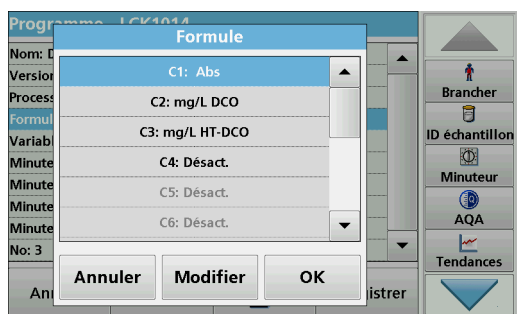 Programme LCK1014
Formule
Nom:
Version
Process
Formul
Variabl
Minute
Minute
Minute
Minute
No: 3
C1: Abs
C2: mg/L DCO
C3: mg/L HT-DCO
C4: Désact.
C5: Désact.
C6: Désact.
Annuler
Modifier
OK
Ann
istrer
Brancher
ID échantillon
Minuteur
AQA
Tendances